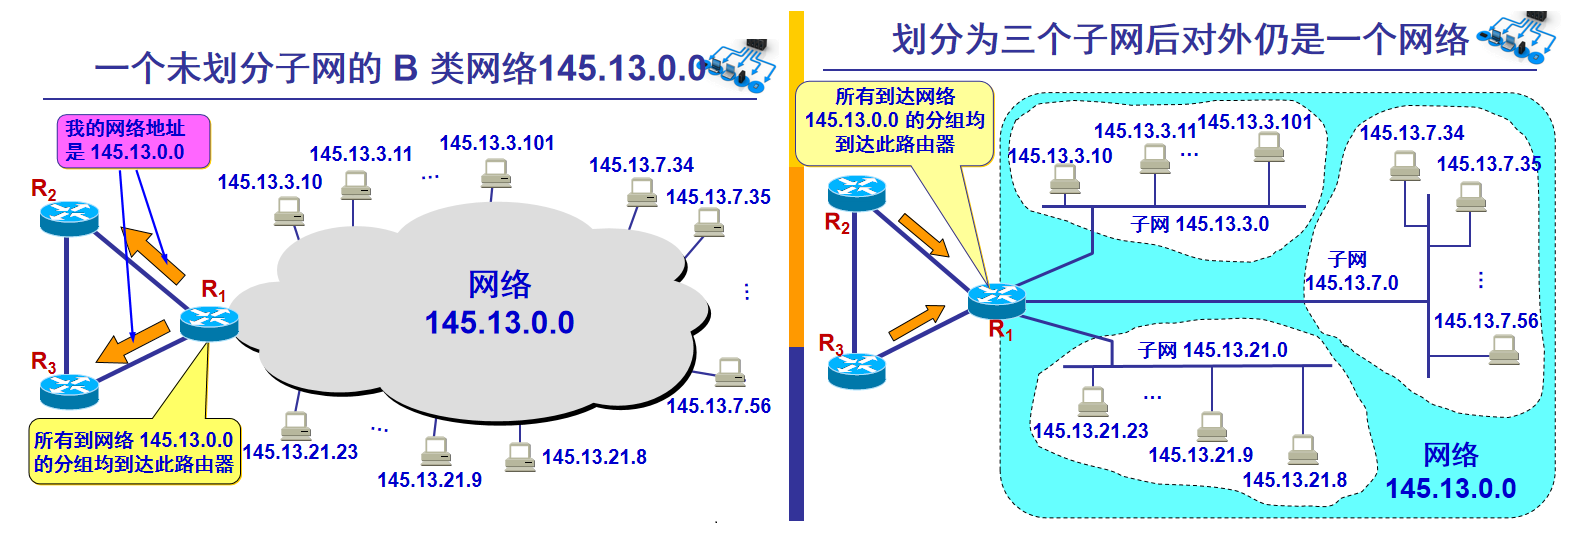 一个未划分子网的 B 类网络145.13.0.0
我的网络地址
是 145.13.0.0
145.13.3.10
145.13.3.11
...
145.13.3.101
145.13.7.34
145.13.7.35
R2
R1
R3
网络
145.13.0.0
...
145.13.7.56
所有到网络 145.13.0.0
的分组均到达此路由器
145.13.21.23
...
145.13.21.9
145.13.21.8
划分为三个子网后对外仍是一个网络
所有到达网络
145.13.0.0 的分组均
到达此路由器
145.13.3.10
145.13.3.11
...
145.13.3.101
子网 145.13.3.0
145.13.7.34
145.13.7.35
R2
子网
145.13.7.0
...
R1
R3
145.13.7.56
子网 145.13.21.0
...
145.13.21.23
145.13.21.9
145.13.21.8
网络
145.13.0.0